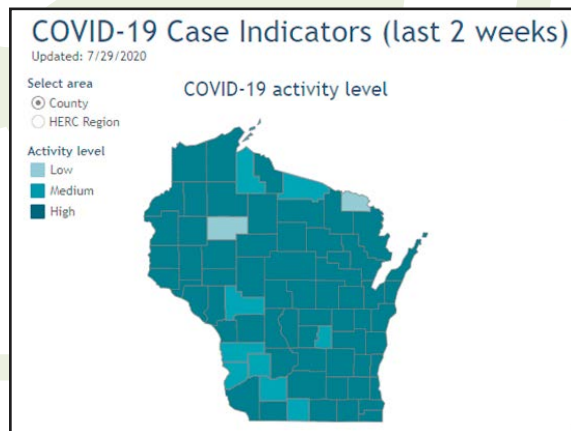 COVID-19 Case Indicators (last 2 weeks)
Updated: 7/29/2020
Select area
County
HERC Region
COVID-19 activity level
Activity level
Low
Medium
High